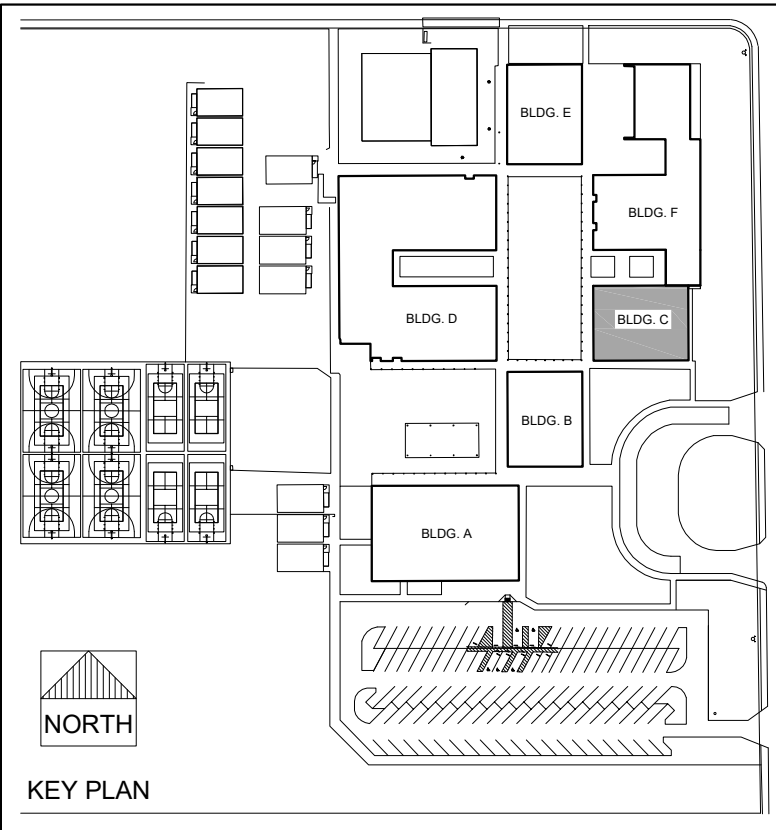 BLDG. E
BLDG. F
BLDG. D
BLDG. C
BLDG. B
BLDG. A
NORTH
KEY PLAN